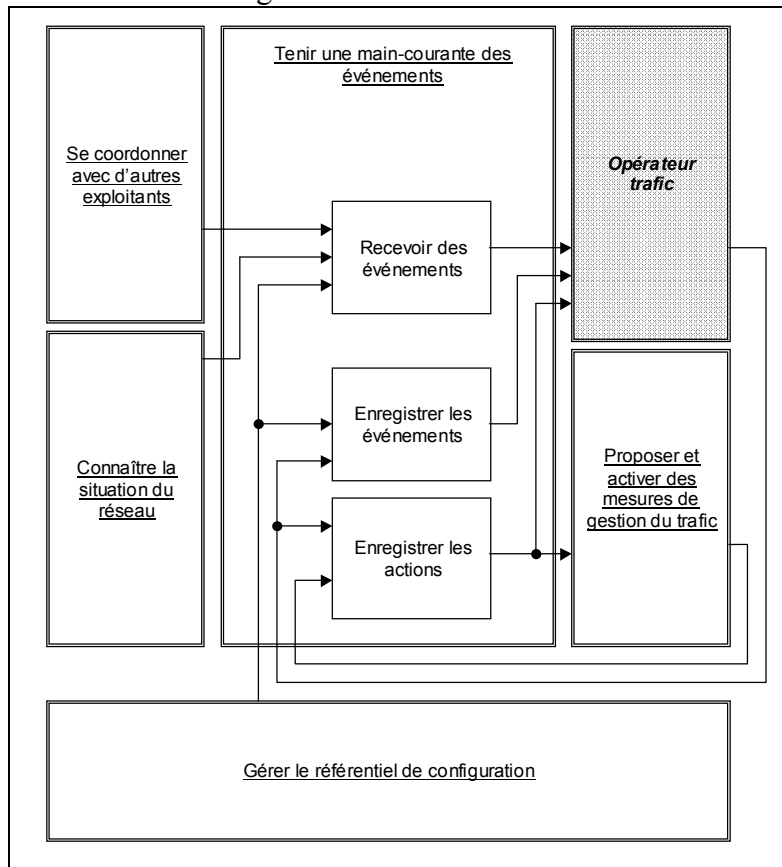 Tenir une main-courante des
événements
Se coordonner
avec d'autres
exploitants
Opérateur
trafic
Recevoir des
événements
Enregistrer les
événements
Connaître la
situation du
réseau
Proposer et
activer des
mesures de
gestion du trafic
Enregistrer les
actions
Gérer le référentiel de configuration